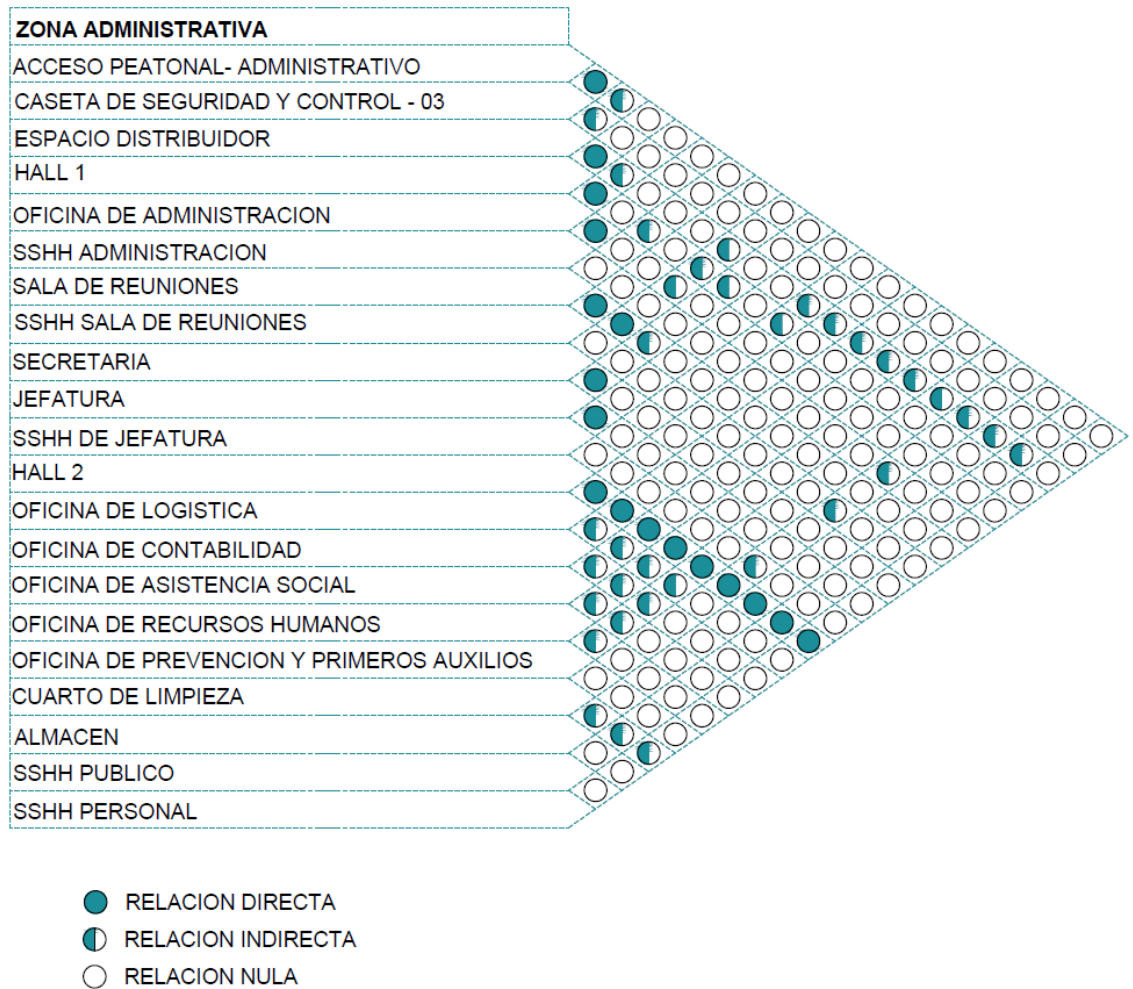 ZONA ADMINISTRATIVA
ACCESO PEATONAL- ADMINISTRATIVO
CASETA DE SEGURIDAD Y CONTROL - 03
ESPACIO DISTRIBUIDOR
HALL 1
OFICINA DE ADMINISTRACION
SSHH ADMINISTRACION
SALA DE REUNIONES
SSHH SALA DE REUNIONES
SECRETARIA
JEFATURA
SSHH DE JEFATURA
HALL 2
OFICINA DE LOGISTICA
OFICINA DE CONTABILIDAD
OFICINA DE ASISTENCIA SOCIAL
OFICINA DE RECURSOS HUMANOS
OFICINA DE PREVENCION Y PRIMEROS AUXILIOS
CUARTO DE LIMPIEZA
ALMACEN
SSHH PUBLICO
SSHH PERSONAL
RELACION DIRECTA
RELACION INDIRECTA
RELACION NULA